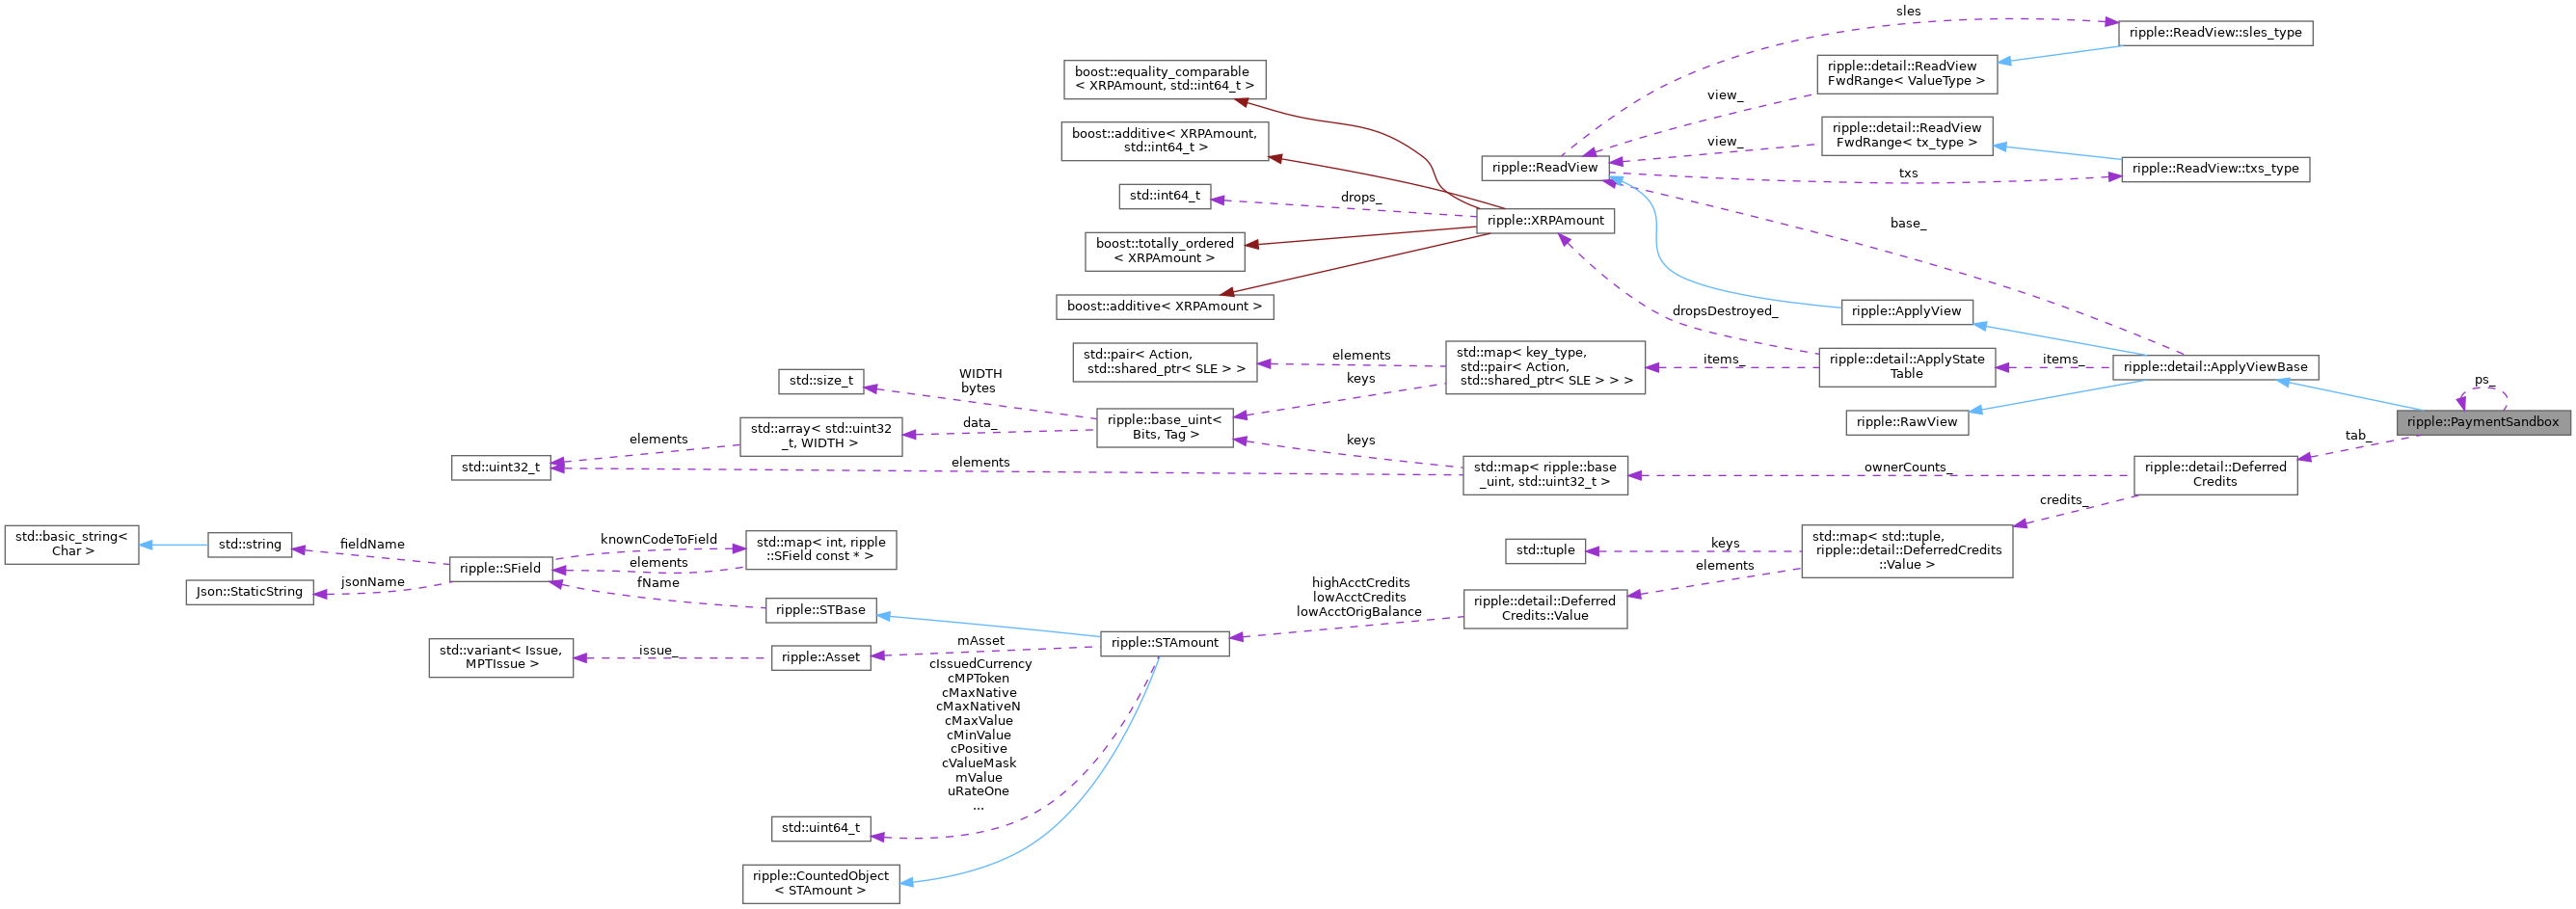 sles
ripple::ReadView::sles_type
ripple::detail::ReadView
FwdRange< ValueType >
boost::equality_comparable
< XRPAmount, std::int64_t >
view_
boost::additive< XRPAmount,
std::int64_t >
ripple::detail::ReadView
FwdRange< tx_type >
view_
ripple::ReadView
ripple::ReadView::txs_type
txs
std::int64_t
drops_
ripple::XRPAmount
base_
boost::totally_ordered
< XRPAmount >
boost::additive< XRPAmount >
dropsDestroyed_
ripple::ApplyView
std::pair< Action,
std::shared_ptr< SLE > >
elements
std::map< key_type,
std::pair< Action,
std::shared_ptr< SLE > > >
items_
ripple::detail::ApplyState
Table
items_
ripple::detail::ApplyViewBase
std::size_t
WIDTH
bytes
keys
ps_
ripple::base_uint<
Bits, Tag >
ripple::RawView
ripple::PaymentSandbox
std::array< std::uint32
_t, WIDTH >
data_
elements
keys
tab_
std::uint32_t
elements
std::map< ripple::base
_uint, std::uint32_t >
ownerCounts_
ripple::detail::Deferred
Credits
credits_
std::basic_string<
Char >
std::string
fieldName
knownCodeToField
std::map< int, ripple
::SField const * >
std::tuple
keys
std::map< std::tuple,
ripple::detail::DeferredCredits
::Value >
elements
ripple::SField
elements
Json::StaticString
jsonName
fName
ripple::STBase
highAcctCredits
lowAcctCredits
lowAcctOrigBalance
ripple::detail::Deferred
Credits::Value
ripple::STAmount
mAsset
std::variant< Issue,
MPTIssue >
issue_
ripple::Asset
cIssuedCurrency
cMPToken
cMaxNative
cMaxNativeN
cMaxValue
cMinValue
cPositive
cValueMask
mValue
uRateOne
...
std::uint64_t
ripple::CountedObject
< STAmount >